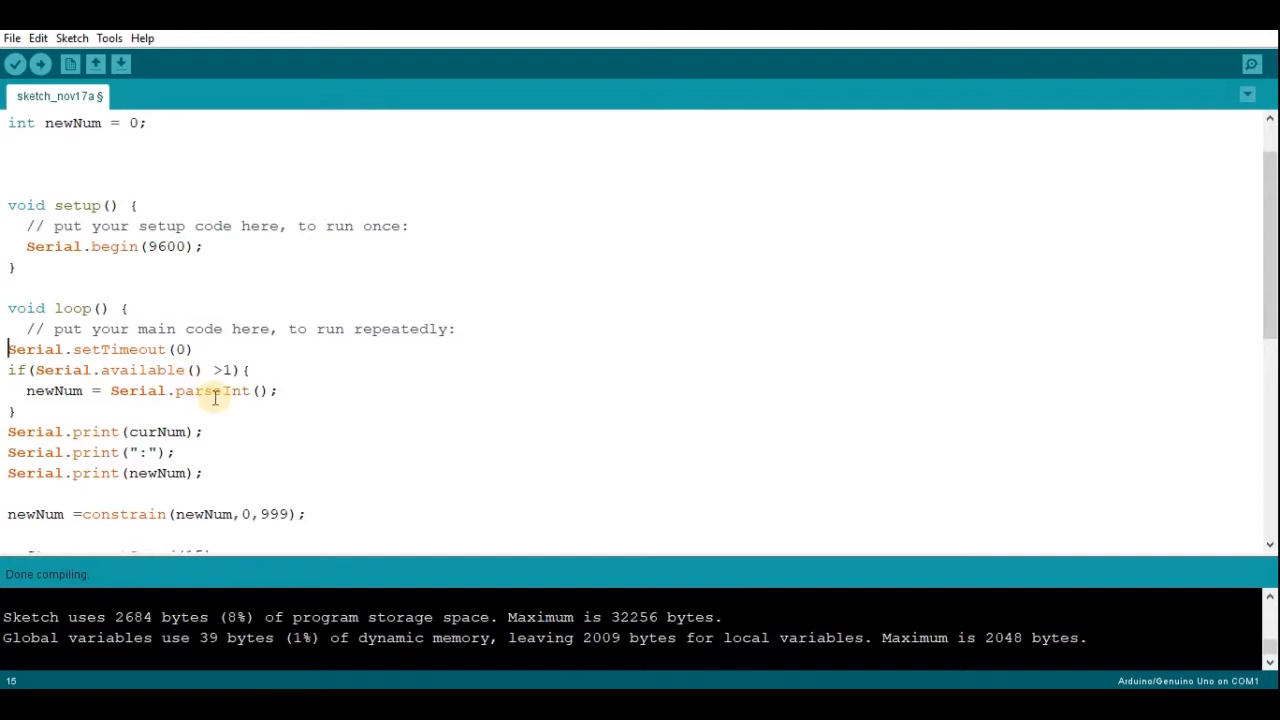 File Edit Sketch Tools Help
sketch_nov17a §
int newNum = 0;
void setup() {
// put your setup code here, to run once:
Serial.begin(9600);
}
void loop() {
// put your main code here, to run repeatedly:
Serial.setTimeout(0)
if(Serial.available() >1){
newNum = Serial.parseInt();
}
Serial.print(curNum);
Serial.print(":");
Serial.print(newNum);
newNum =constrain(newNum,0,999);
Done compiling.
Sketch uses 2684 bytes (8%) of program storage space. Maximum is 32256 bytes.
Global variables use 39 bytes (1%) of dynamic memory, leaving 2009 bytes for local variables. Maximum is 2048 bytes.
15
Arduino/Genuino Uno on COM1